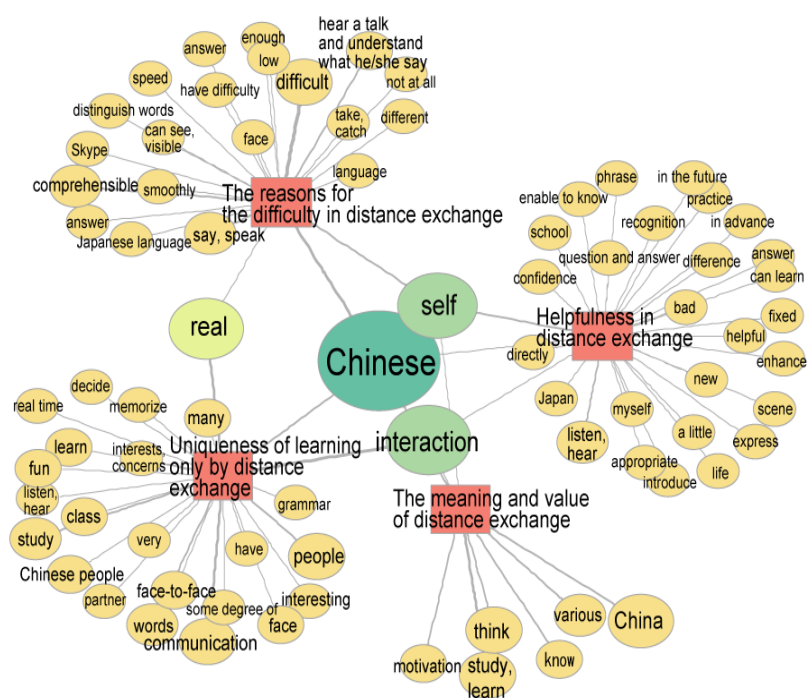 hear a talk
and understand
what he/she say
enough
low
answer
difficult
not at all
speed
have difficulty
distinguish words
can see,
visible
take,
catch
different
face
Skype
comprehensible
smoothly
language
The reasons for
the difficulty in distance exchange
answer
Japanese language
say, speak
phrase
in the future
practice
enable to know
recognition
in advance
school
question and answer
difference
answer
can learn
confidence
bad
fixed
Helpfulness in
distance exchange
helpful
directly
enhance
new
Japan
myself
scene
listen,
hear
a little
express
appropriate
introduce
life
real
self
Chinese
interaction
decide
real time
memorize
many
learn
interests,
concerns
Uniqueness of learning
only by distance
exchange
fun
listen,
hear
class
grammar
study
very
have
people
Chinese people
partner
face-to-face
some degree of
interesting
words
face
communication
The meaning and value
of distance exchange
motivation
think
study,
learn
know
various
China